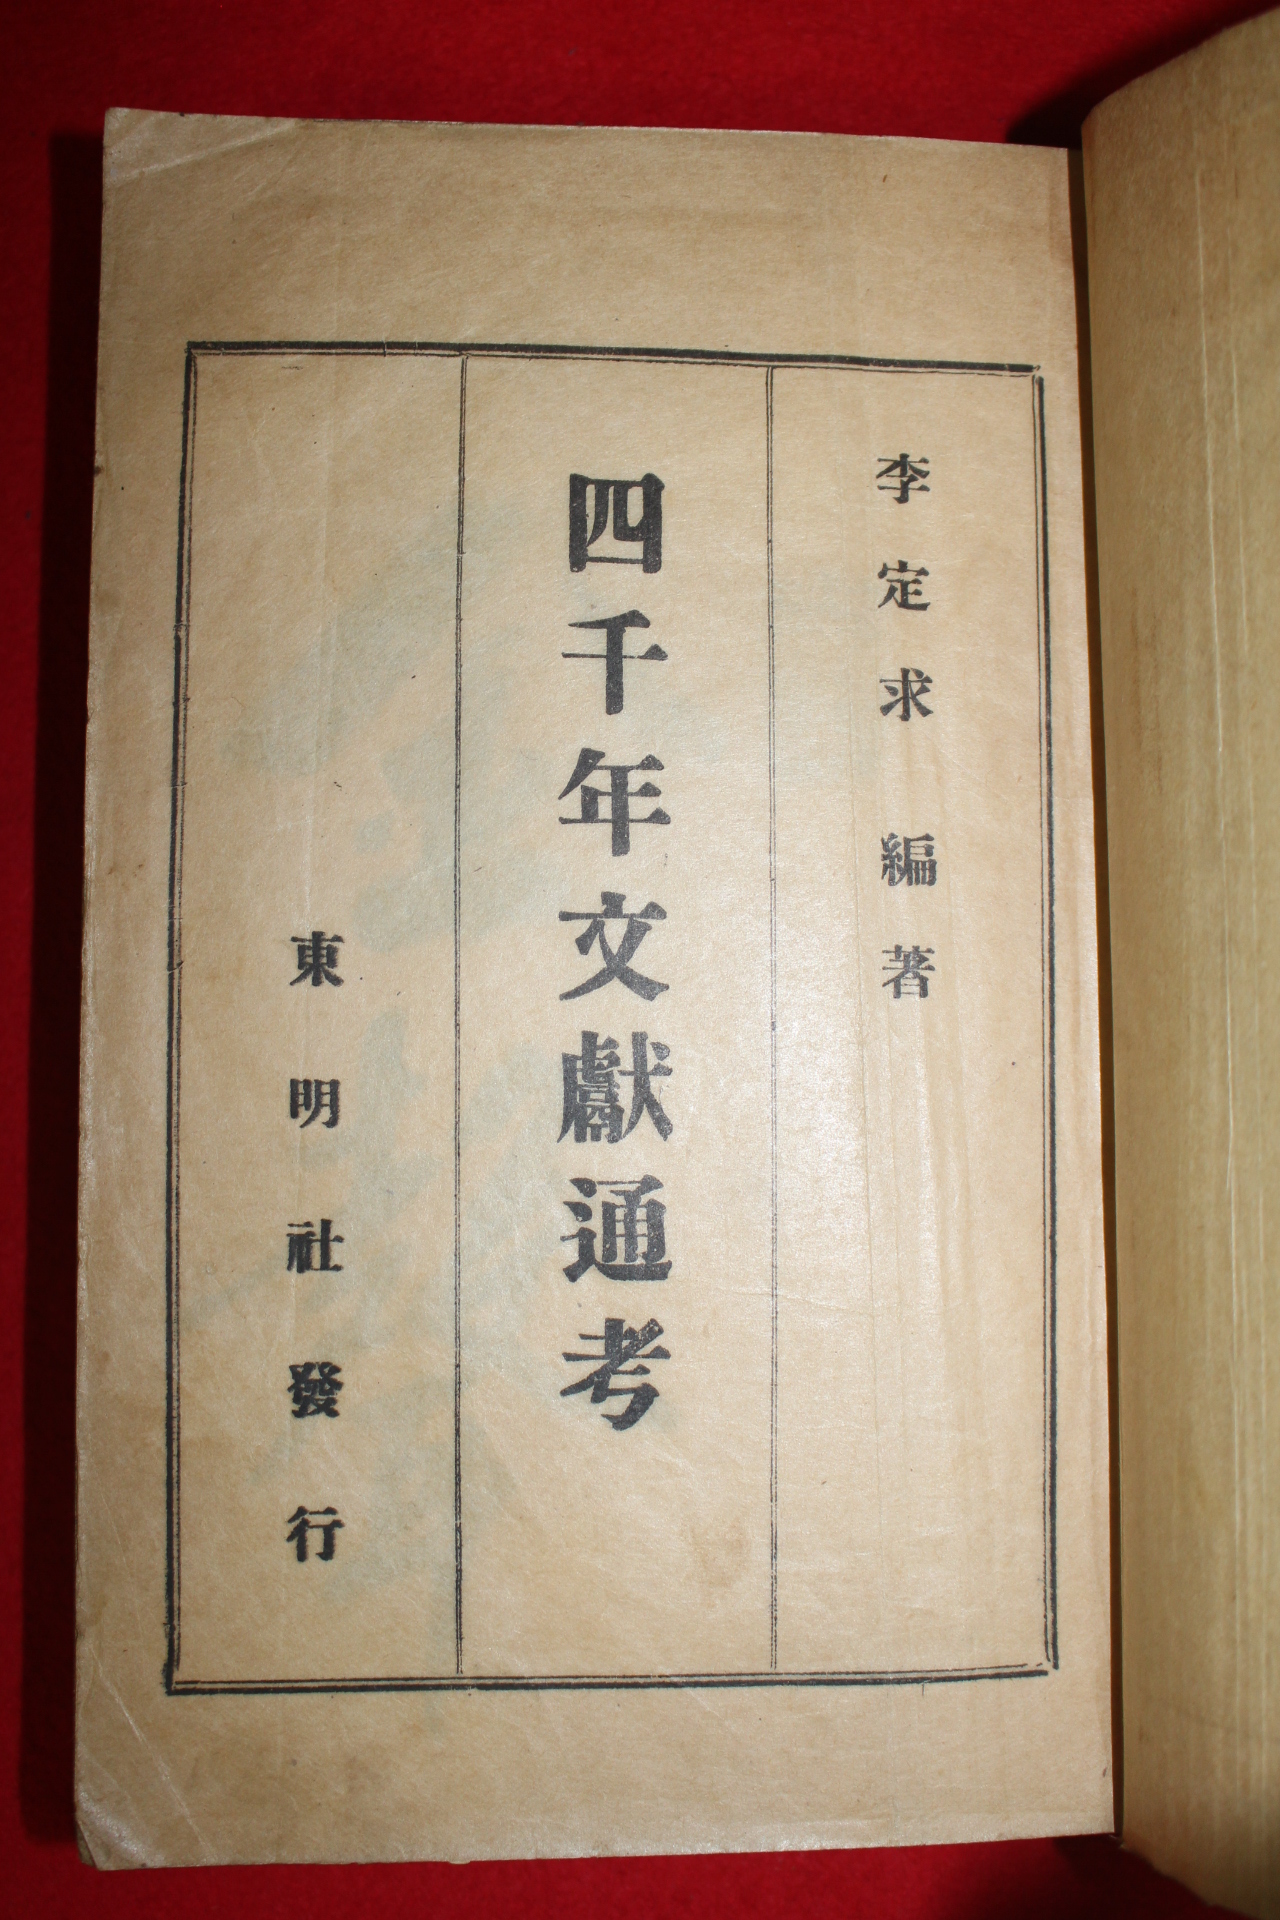 李定求 編著
四千年文獻通考
東明社發行